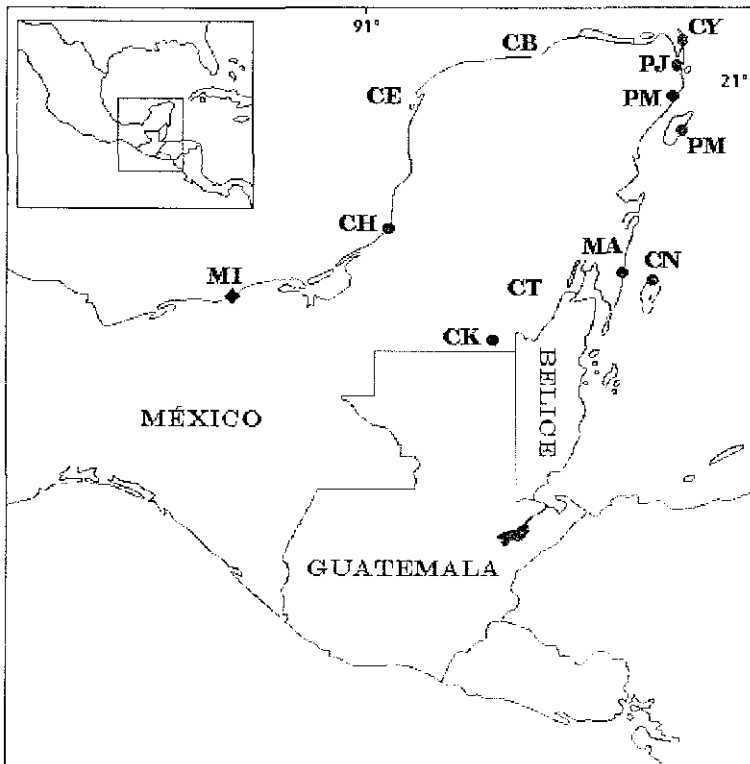 91°
CY
CB
PJ
21°
CE
PM
PM
CH
MA
CN
MI
CT
CK
BELICE
MÉXICO
GUATEMALA